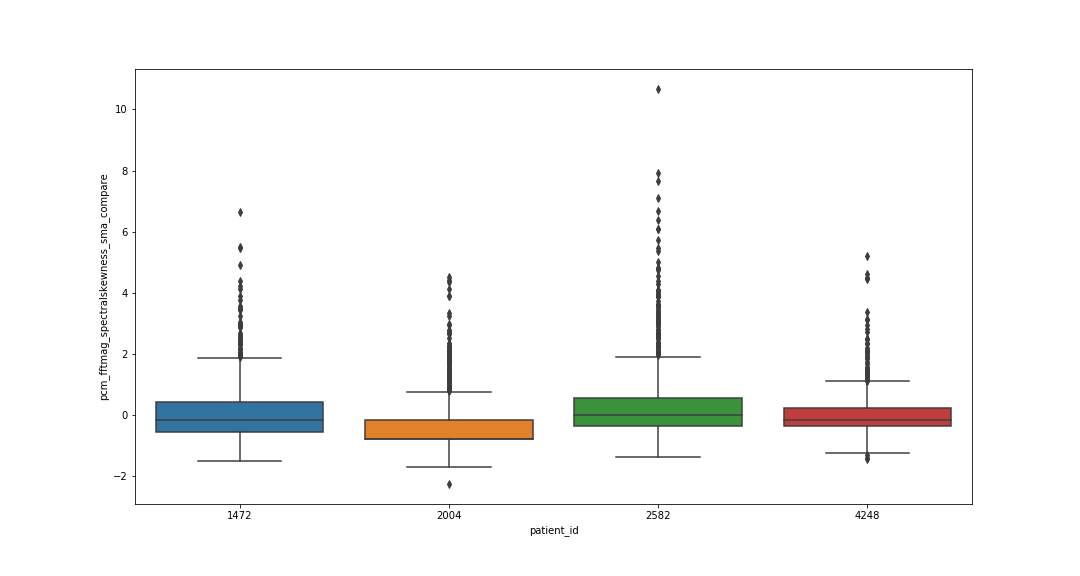 pcm_fftmag_spectralskewness_sma_compare
10
8
6
4
2
0
−2
1472 2004 2582 4248
patient_id